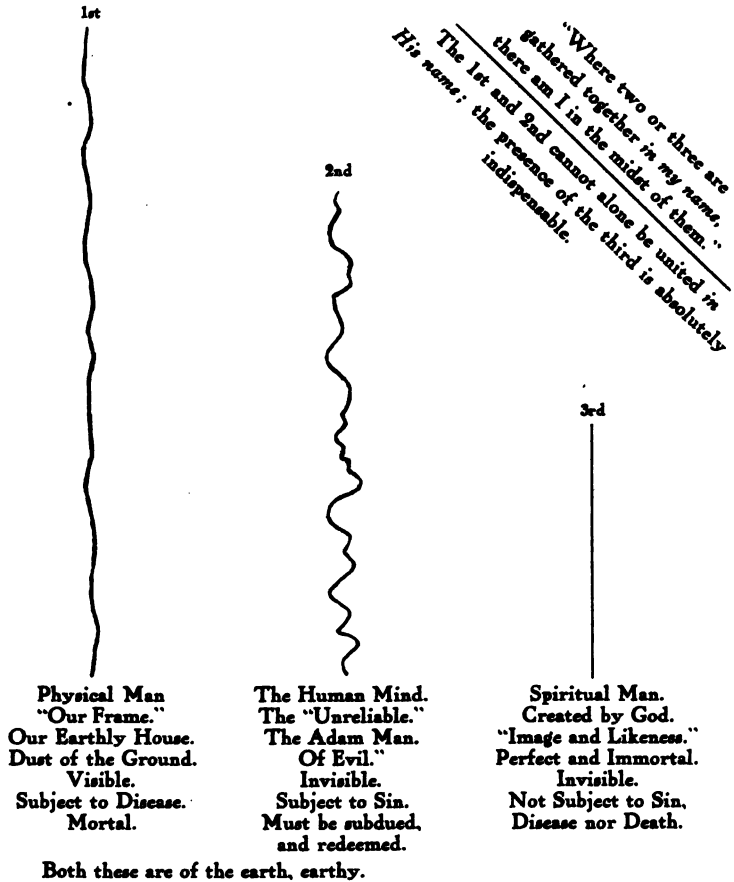 1st
"Where two or three are
gathered together in my name,
there am I in the midst of them."
The 1st and 2nd cannot alone be united in
His name; the presence of the third is absolutely
indispensable.
2nd
3rd
Physical Man
"Our Frame."
Our Earthly House.
Dust of the Ground.
Visible.
Subject to Disease.
Mortal.
The Human Mind.
The "Unreliable."
The Adam Man.
Of Evil."
Invisible.
Subject to Sin.
Must be subdued,
and redeemed.
Spiritual Man.
Created by God.
"Image and Likeness."
Perfect and Immortal.
Invisible.
Not Subject to Sin,
Disease nor Death.
Both these are of the earth, earthy.